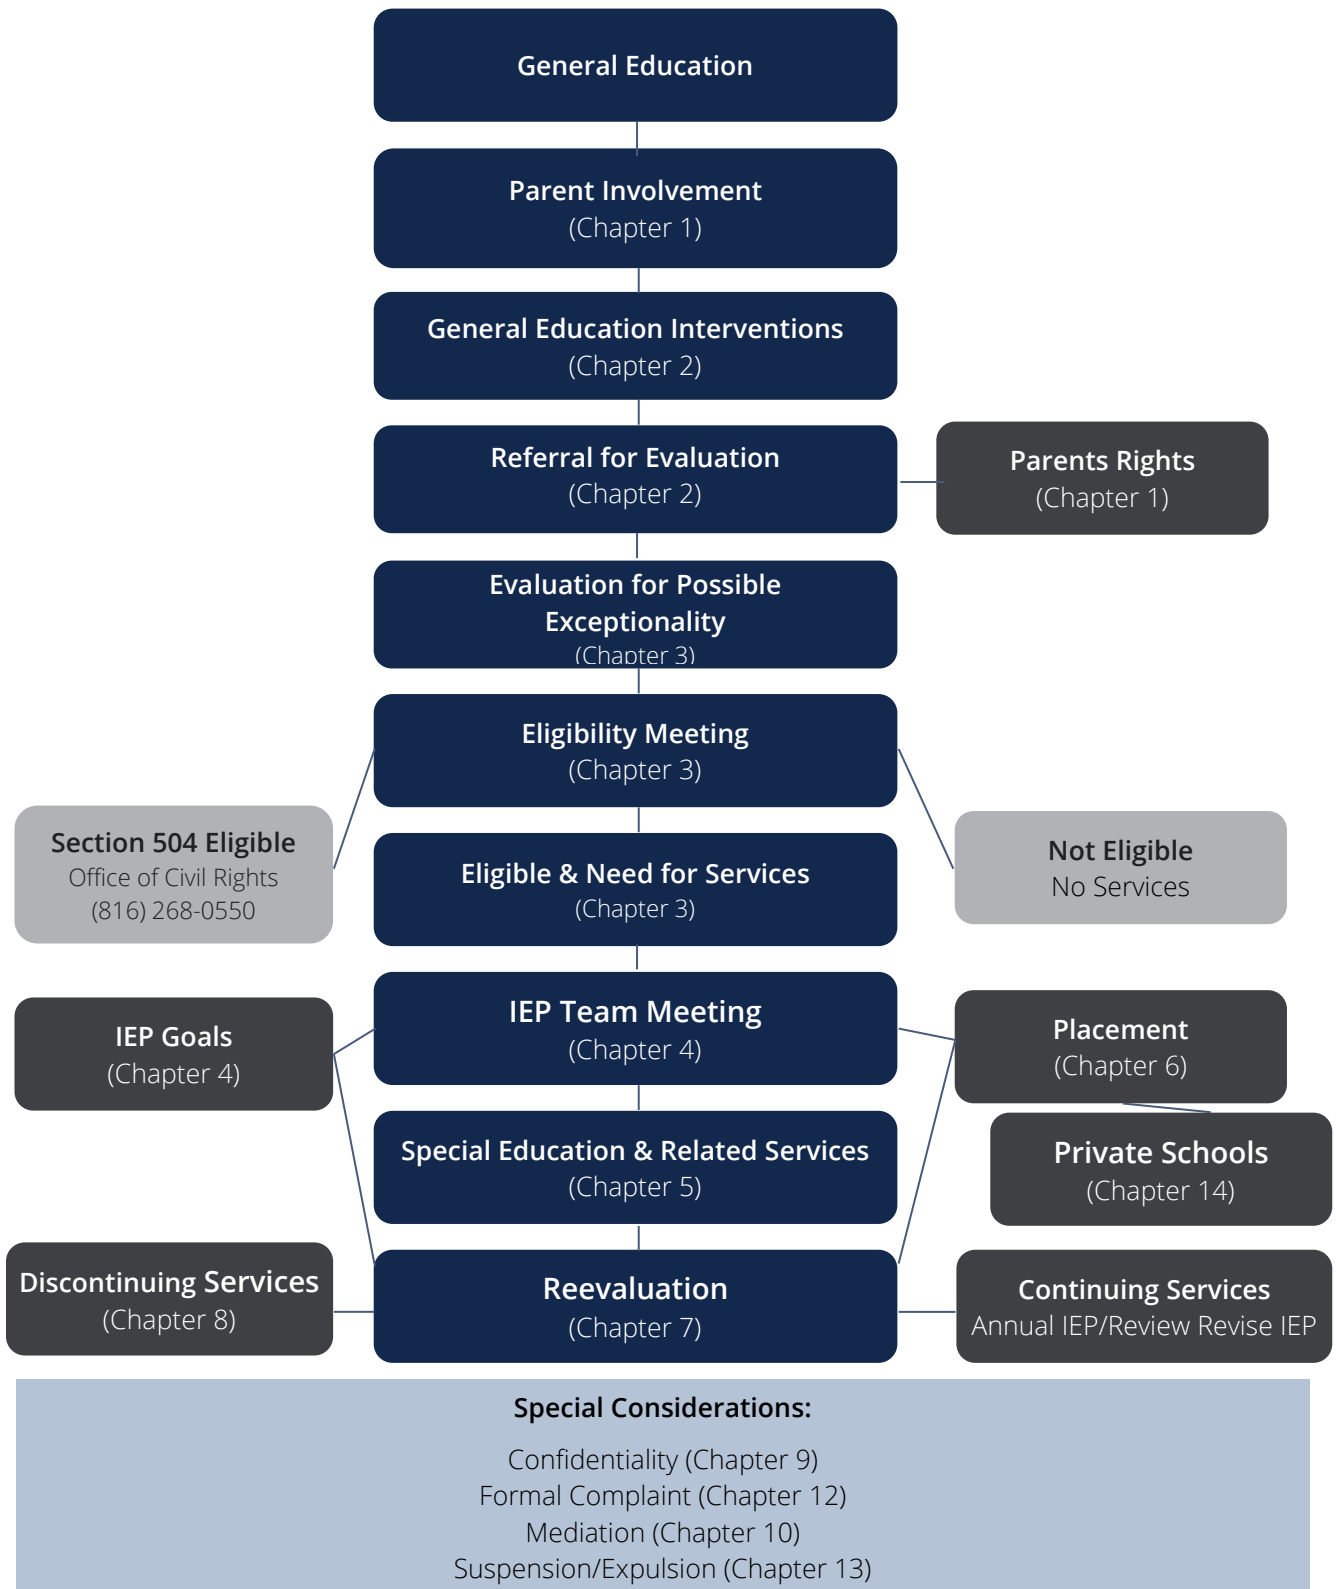 General Education
Parent Involvement
(Chapter 1)
General Education Interventions
(Chapter 2)
Referral for Evaluation
(Chapter 2)
Parents Rights
(Chapter 1)
Evaluation for Possible
Exceptionality
(Chapter 3)
Eligibility Meeting
(Chapter 3)
Section 504 Eligible
Office of Civil Rights
(816) 268-0550
Eligible & Need for Services
(Chapter 3)
Not Eligible
No Services
IEP Goals
(Chapter 4)
IEP Team Meeting
(Chapter 4)
Placement
(Chapter 6)
Special Education & Related Services
(Chapter 5)
Private Schools
(Chapter 14)
Discontinuing Services
(Chapter 8)
Reevaluation
(Chapter 7)
Continuing Services
Annual IEP/Review Revise IEP
Special Considerations:
Confidentiality (Chapter 9)
Formal Complaint (Chapter 12)
Mediation (Chapter 10)
Suspension/Expulsion (Chapter 13)